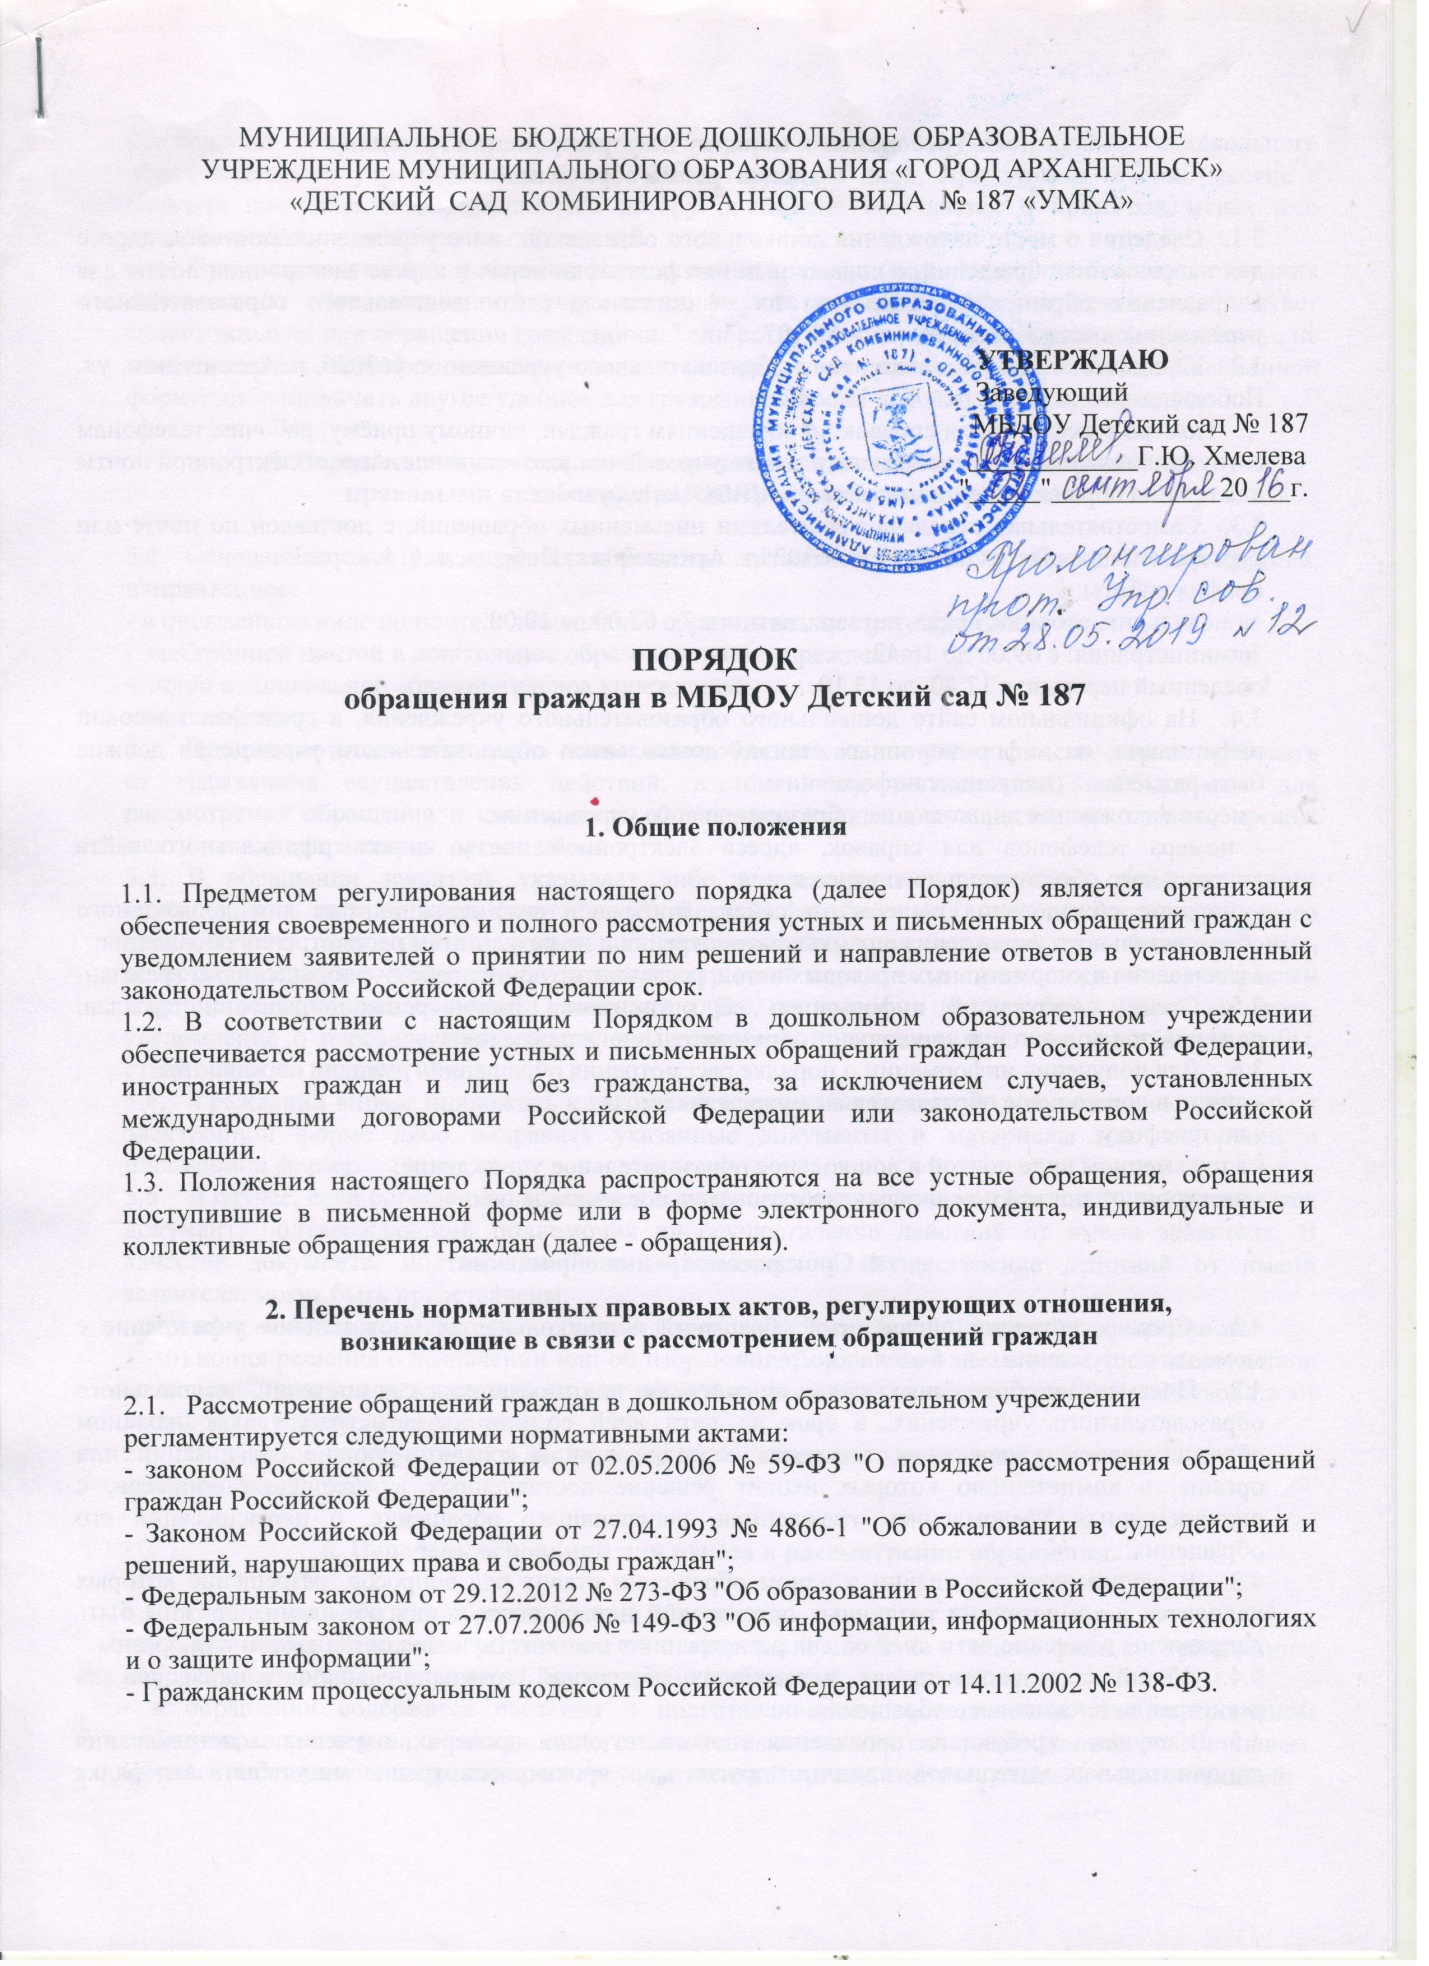 МУНИЦИПАЛЬНОЕ БЮДЖЕТНОЕ ДОШКОЛЬНОЕ ОБРАЗОВАТЕЛЬНОЕ
УЧРЕЖДЕНИЕ МУНИЦИПАЛЬНОГО ОБРАЗОВАНИЯ «ГОРОД АРХАНГЕЛЬСК»
«ДЕТСКИЙ САД КОМБИНИРОВАННОГО ВИДА № 187 «УМКА»
УТВЕРЖДАЮ
Заведующий
МБДОУ Детский сад № 187
Г.Ю. Хмелева
"____" сентября 2016 г.
Пролонгирован
прот. Упр. сов.
от 28.05.2019 № 12
ПОРЯДОК
обращения граждан в МБДОУ Детский сад № 187
1. Общие положения
1.1. Предметом регулирования настоящего порядка (далее Порядок) является организация
обеспечения своевременного и полного рассмотрения устных и письменных обращений граждан с
уведомлением заявителей о принятии по ним решений и направление ответов в установленный
законодательством Российской Федерации срок.
1.2. В соответствии с настоящим Порядком в дошкольном образовательном учреждении
обеспечивается рассмотрение устных и письменных обращений граждан Российской Федерации,
иностранных граждан и лиц без гражданства, за исключением случаев, установленных
международными договорами Российской Федерации или законодательством Российской
Федерации.
1.3. Положения настоящего Порядка распространяются на все устные обращения, обращения
поступившие в письменной форме или в форме электронного документа, индивидуальные и
коллективные обращения граждан (далее - обращения).
2. Перечень нормативных правовых актов, регулирующих отношения,
возникающие в связи с рассмотрением обращений граждан
2.1. Рассмотрение обращений граждан в дошкольном образовательном учреждении
регламентируется следующими нормативными актами:
- законом Российской Федерации от 02.05.2006 № 59-ФЗ "О порядке рассмотрения обращений
граждан Российской Федерации";
- Законом Российской Федерации от 27.04.1993 № 4866-1 "Об обжаловании в суде действий и
решений, нарушающих права и свободы граждан";
- Федеральным законом от 29.12.2012 № 273-ФЗ "Об образовании в Российской Федерации";
- Федеральным законом от 27.07.2006 № 149-ФЗ "Об информации, информационных технологиях
и о защите информации";
- Гражданским процессуальным кодексом Российской Федерации от 14.11.2002 № 138-ФЗ.